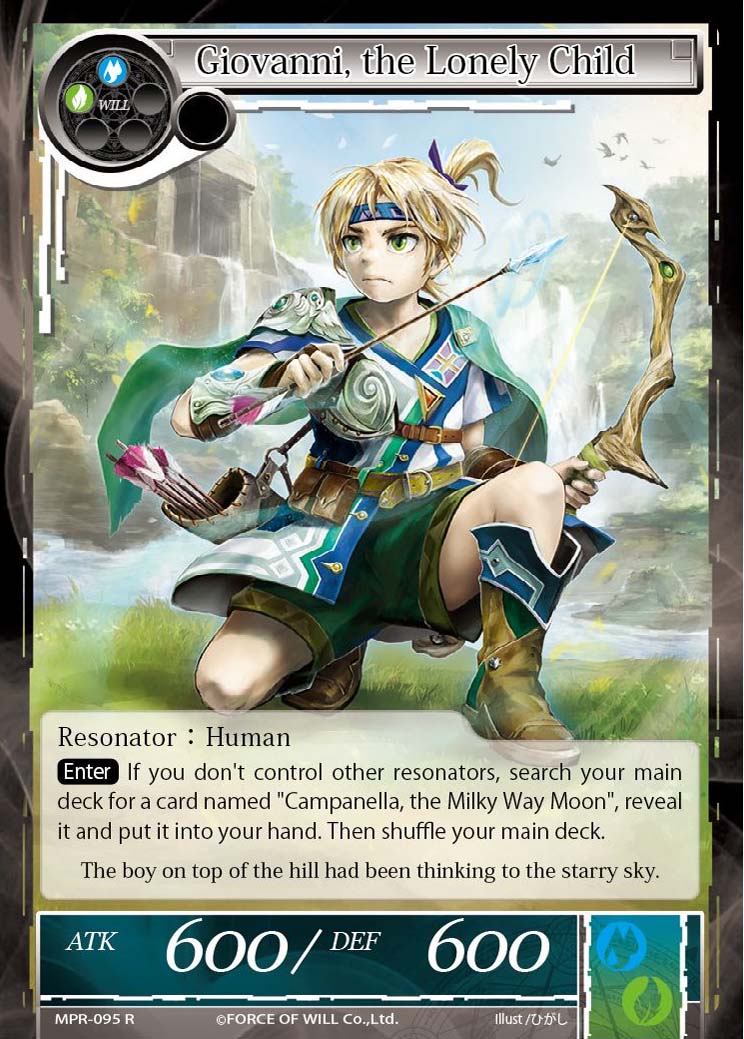 Giovanni, the Lonely Child
WILL
Resonator : Human
Enter If you don't control other resonators, search your main
deck for a card named "Campanella, the Milky Way Moon", reveal
it and put it into your hand. Then shuffle your main deck.
The boy on top of the hill had been thinking to the starry sky.
ATK 600 / DEF 600
MPR-095 R ©FORCE OF WILL Co.,Ltd. Illust/ひがし